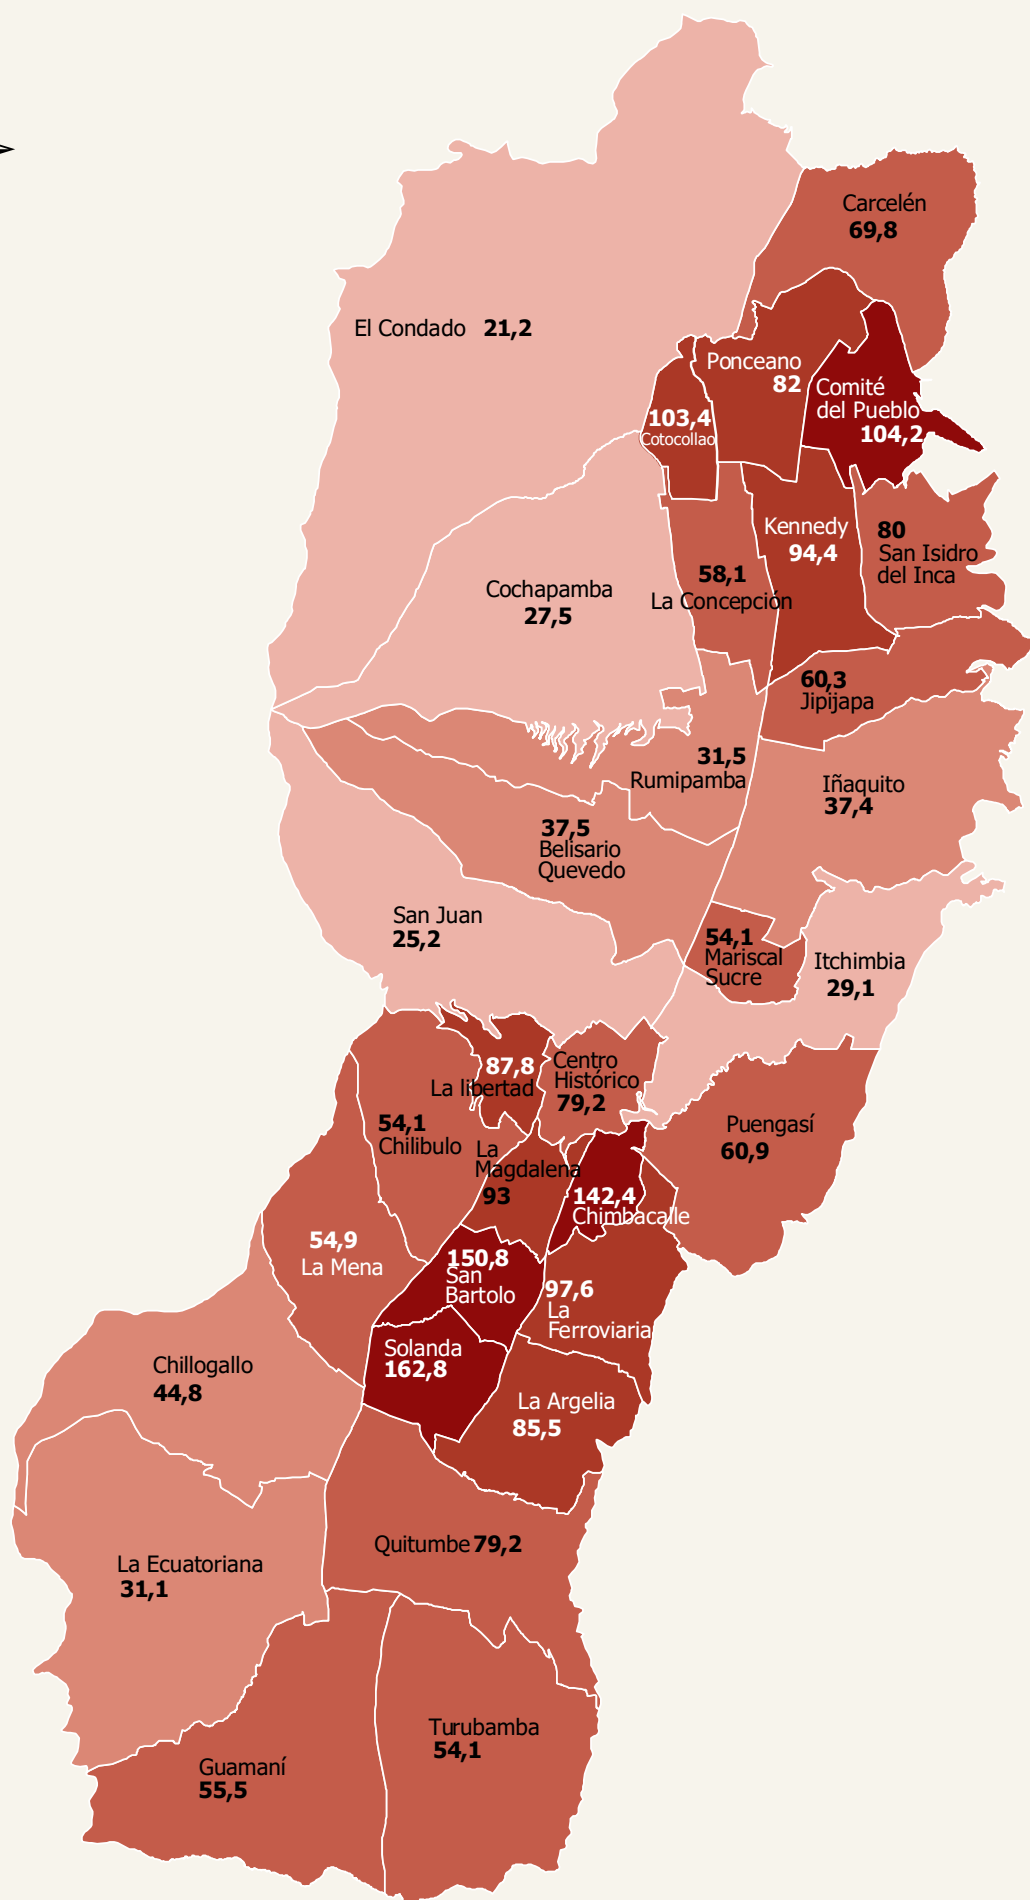 Carcelén
69,8
El Condado 21,2
Ponceano
82
Comité
del Pueblo
104,2
103,4
Cotocollao
Kennedy
94,4
80
San Isidro
del Inca
58,1
La Concepción
Cochapamba
27,5
60,3
Jipijapa
31,5
Rumipamba
Iñaquito
37,4
37,5
Belisario
Quevedo
San Juan
25,2
54,1
Mariscal
Sucre
Itchimbia
29,1
87,8
La libertad
Centro
Histórico
79,2
54,1
Chilibulo
La
Magdalena
93
Puengasí
60,9
142,4
Chimbacalle
54,9
La Mena
150,8
San
Bartolo
97,6
La
Ferroviaria
Solanda
162,8
Chillogallo
44,8
La Argelia
85,5
Quitumbe 79,2
La Ecuatoriana
31,1
Turubamba
54,1
Guamaní
55,5